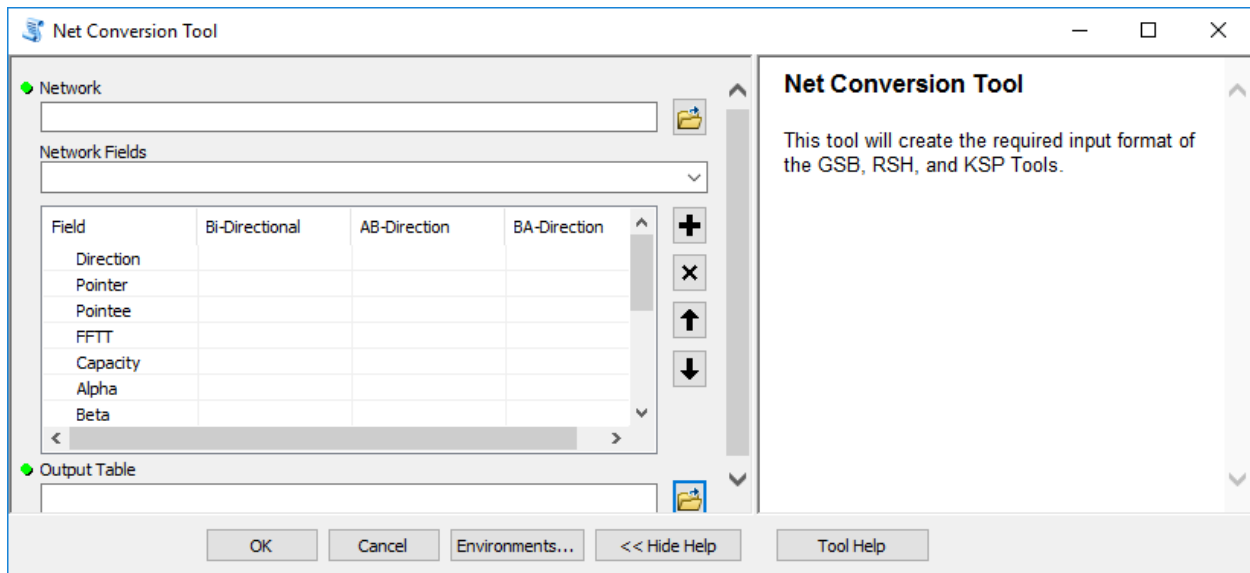 Net Conversion Tool
Network
Network Fields
Field Bi-Directional AB-Direction BA-Direction
Direction
Pointer
Pointee
FFTT
Capacity
Alpha
Beta
Output Table
Net Conversion Tool
This tool will create the required input format of
the GSB, RSH, and KSP Tools.
OK Cancel Environments... << Hide Help Tool Help